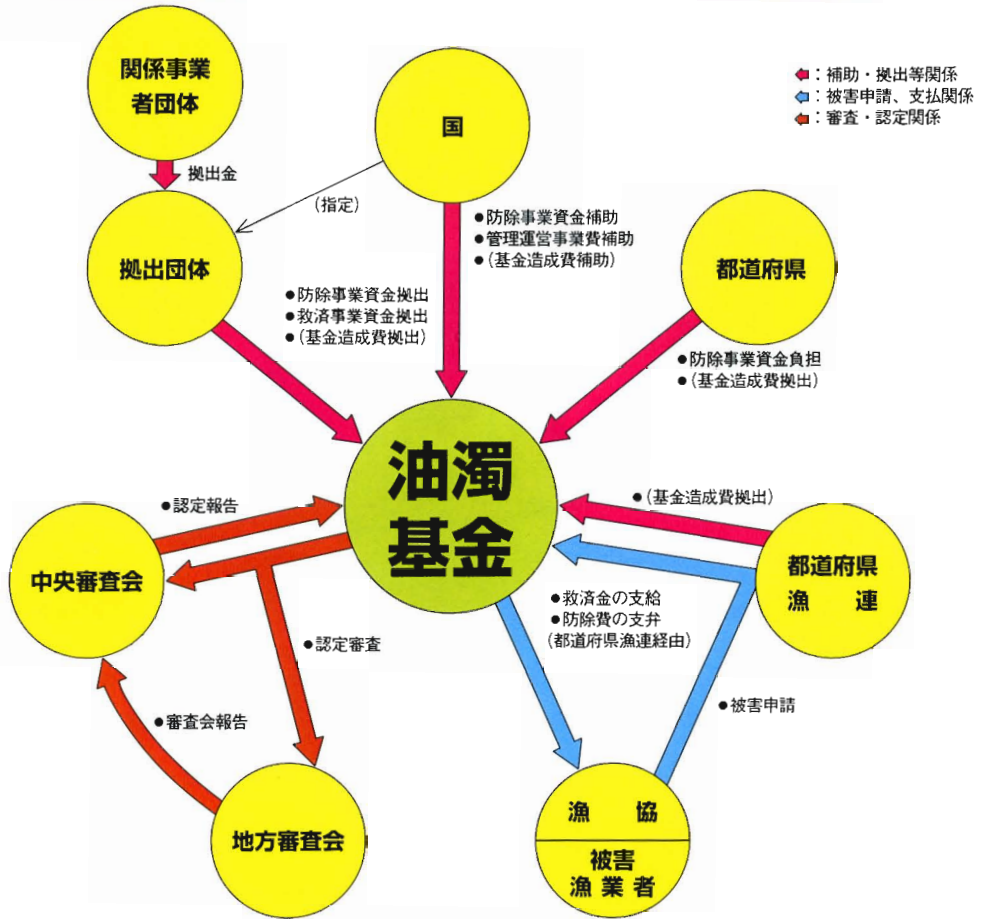 関係事業
者団体
国
：補助・拠出等関係
：被害申請、支払関係
：審査・認定関係
拠出金
(指定)
●防除事業資金補助
●管理運営事業費補助
●(基金造成費補助)
拠出団体
都道府県
●防除事業資金拠出
●救済事業資金拠出
●(基金造成費拠出)
●防除事業資金負担
●(基金造成費拠出)
油濁
基金
●認定報告
●(基金造成費拠出)
中央審査会
都道府県
漁　連
●救済金の支給
●防除費の支弁
(都道府県漁連経由)
●認定審査
●審査会報告
●被害申請
地方審査会
漁　協
被害
漁業者